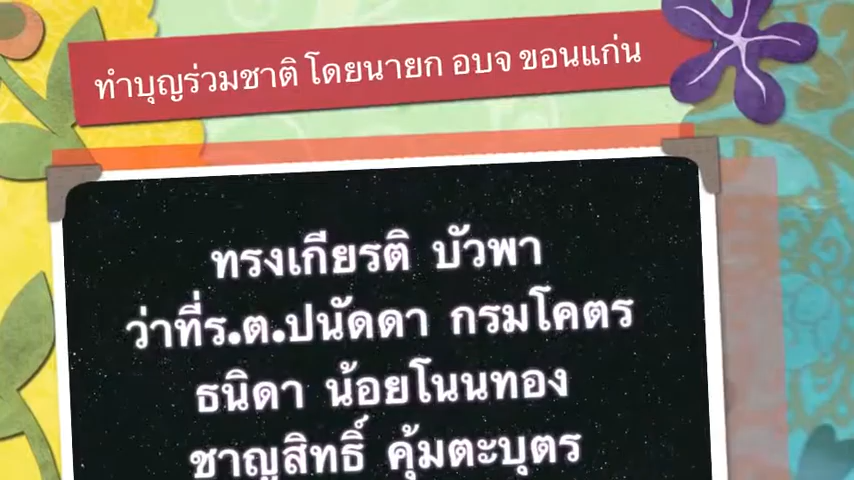 ทำบุญร่วมชาติ โดยนายก อบจ ขอนแก่น
ทรงเกียรติ บัวพา
ว่าที่ร.ต.ปนัดดา กรมโคตร
ธนิดา น้อยโนนทอง
ชาญสิทธิ์ คุ้มตะบุตร